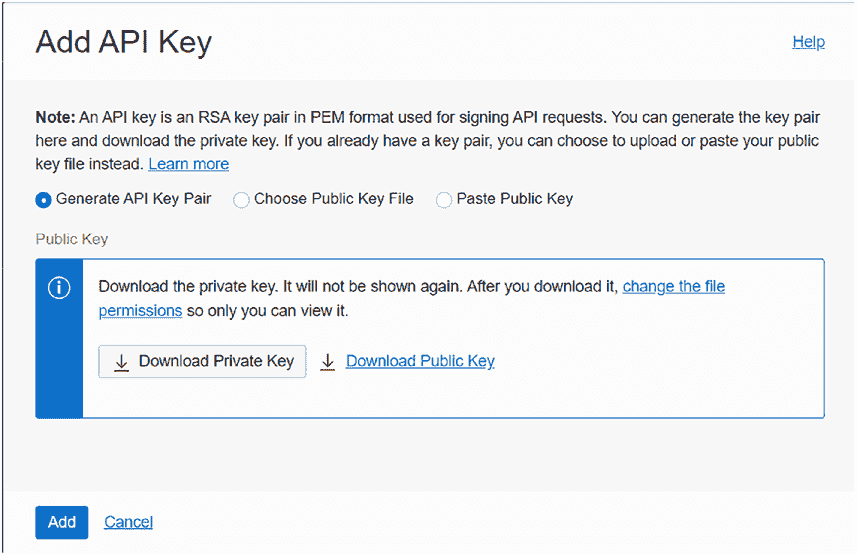 Add API Key
Help
Note: An API key is an RSA key pair in PEM format used for signing API requests. You can generate the key pair
here and download the private key. If you already have a key pair, you can choose to upload or paste your public
key file instead. Learn more
Generate API Key Pair Choose Public Key File Paste Public Key
Public Key
Download the private key. It will not be shown again. After you download it, change the file
permissions so only you can view it.
Download Private Key Download Public Key
Add Cancel